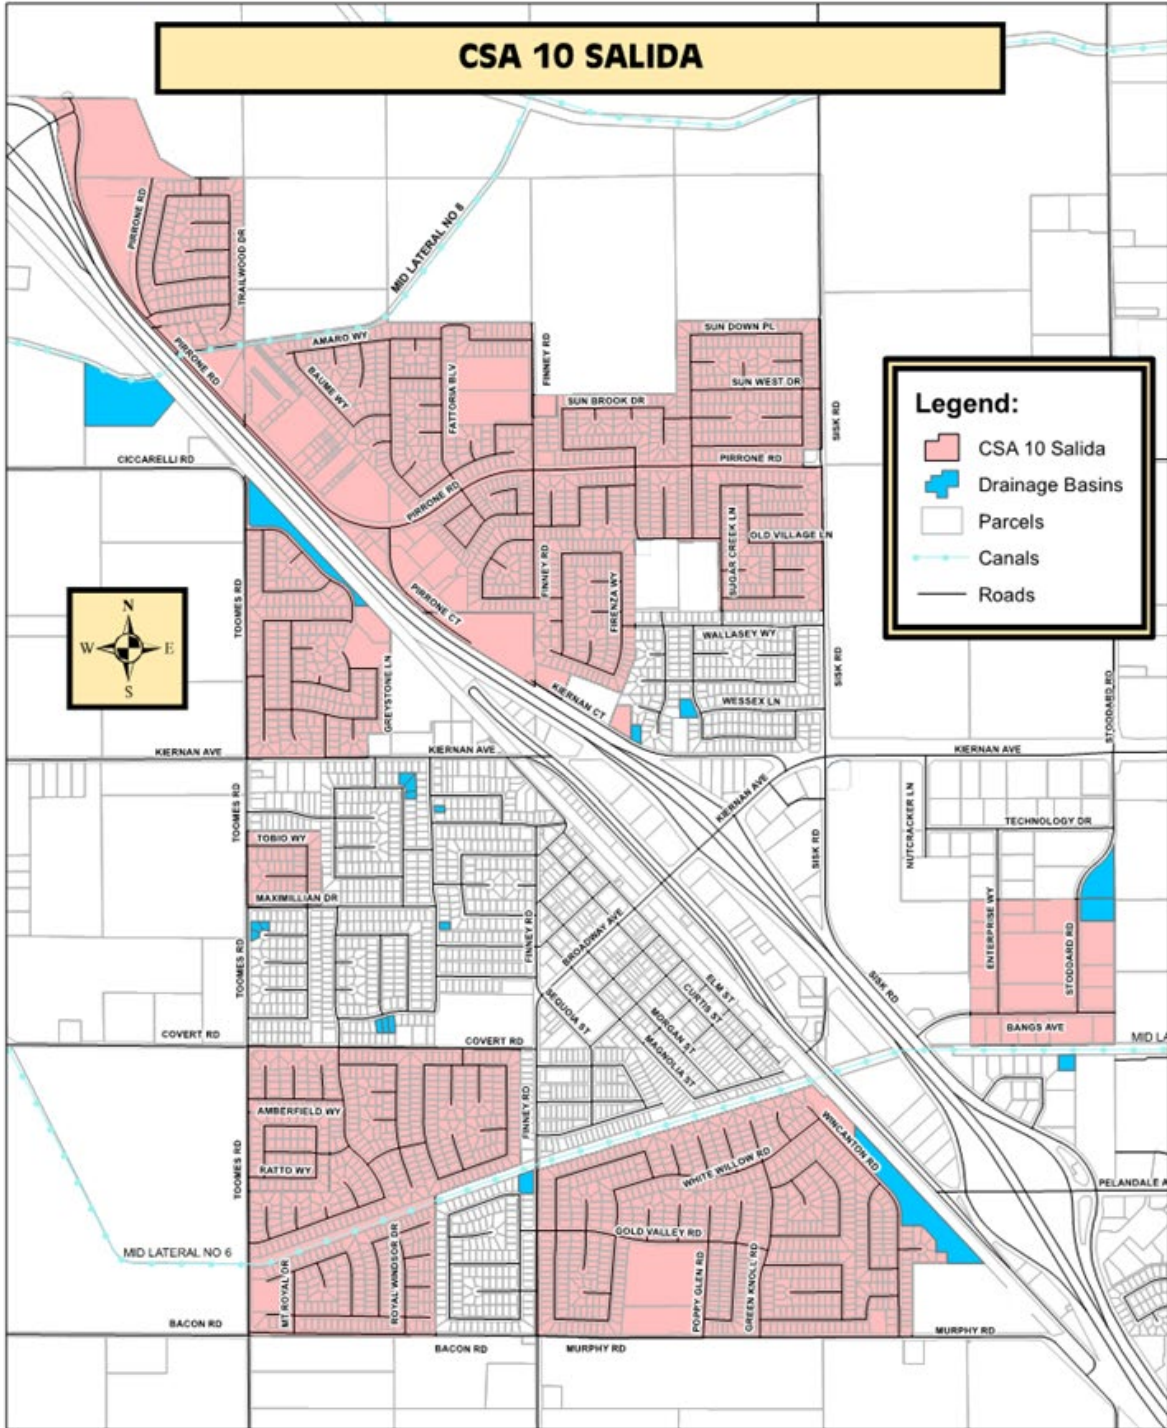 CSA 10 SALIDA
PIRRONE RD
TRAILWOOD DR
MID LATERAL NO 8
PIRRONE RD
AMARO WY
BAUME WY
FATTORIA BLV
FINNEY RD
SUN DOWN PL
SUN WEST DR
SUN BROOK DR
SISK RD
Legend:
CSA 10 Salida
Drainage Basins
Parcels
Canals
Roads
CICCARELLI RD
PIRRONE RD
PIRRONE RD
SUGAR CREEK LN
OLD VILLAGE LN
FINNEY RD
FIRENZA WY
PIRRONE CT
TOOMES RD
N
W E
S
GREYSTONE LN
WALLASEY WY
WESSEX LN
SISK RD
STODDARD RD
KIERNAN CT
KIERNAN AVE
KIERNAN AVE
KIERNAN AVE
KIERNAN AVE
TOOMES RD
TOBIO WY
MAXIMILLIAN DR
SISK RD
NUTCRACKER LN
TECHNOLOGY DR
ENTERPRISE WY
STODDARD RD
BROADWAY AVE
FINNEY RD
TOOMES RD
SEQUOIA ST
ELM ST
CURTIS ST
MORGAN ST
MAGNOLIA ST
SISK RD
BANGS AVE
MID LA
COVERT RD
COVERT RD
AMBERFIELD WY
FINNEY RD
RATTO WY
TOOMES RD
WINCANTON RD
WHITE WILLOW RD
PELANDALE A
GOLD VALLEY RD
MID LATERAL NO 6
MT ROYAL DR
ROYAL WINDSOR DR
POPPY GLEN RD
GREEN KNOLL RD
BACON RD
BACON RD
MURPHY RD
MURPHY RD